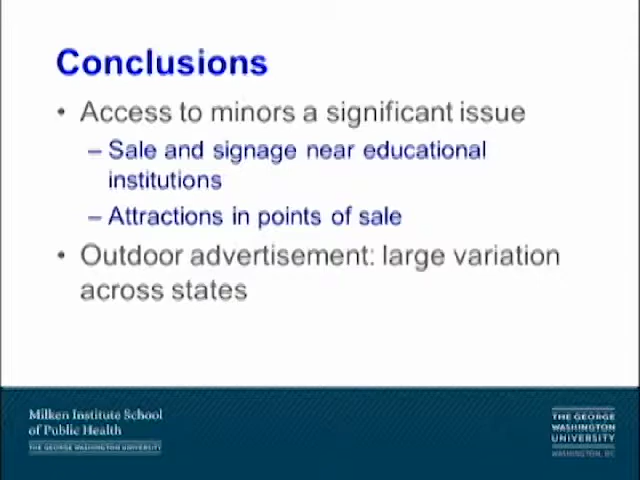 Conclusions
• Access to minors a significant issue
– Sale and signage near educational
institutions
– Attractions in points of sale
• Outdoor advertisement: large variation
across states
Milken Institute School
of Public Health
THE GEORGE WASHINGTON UNIVERSITY
THE GEORGE
WASHINGTON
UNIVERSITY
WASHINGTON, DC